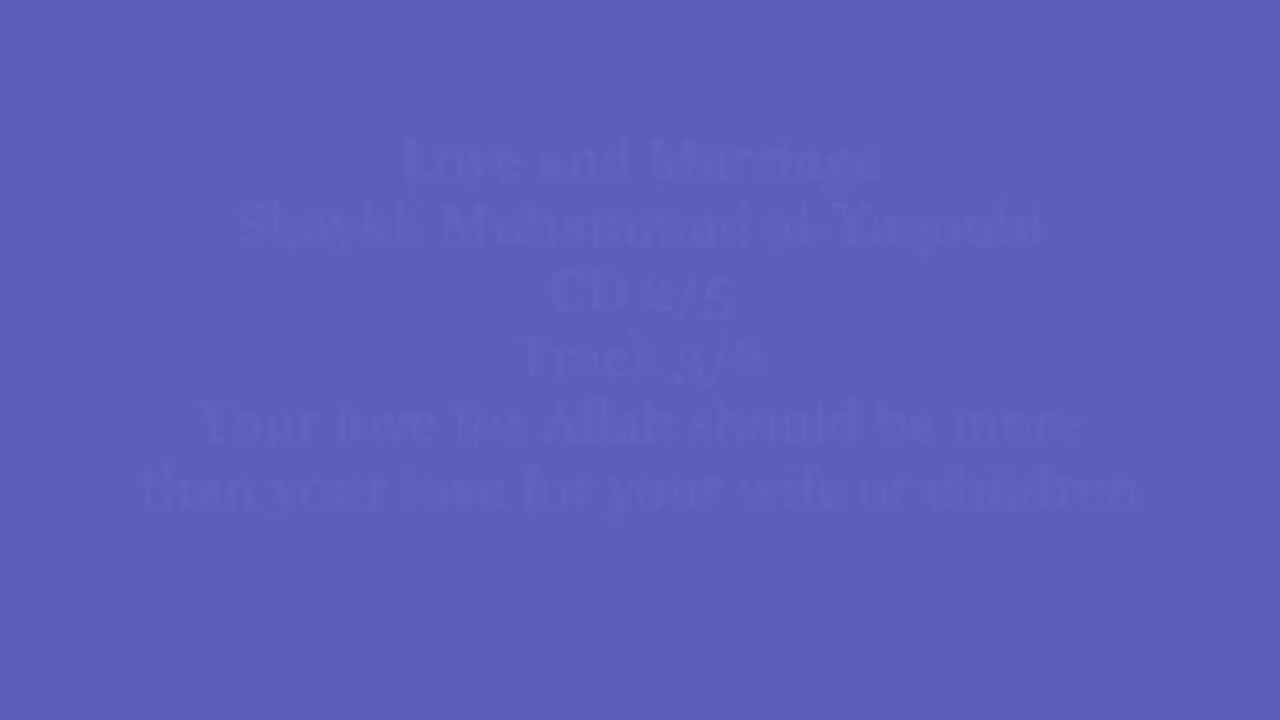 Love and Marriage
Shaykh Muhammad al-Yaqoubi
CD 2/5
Track 3/6
Your love for Allah should be more
than your love for your wife or children